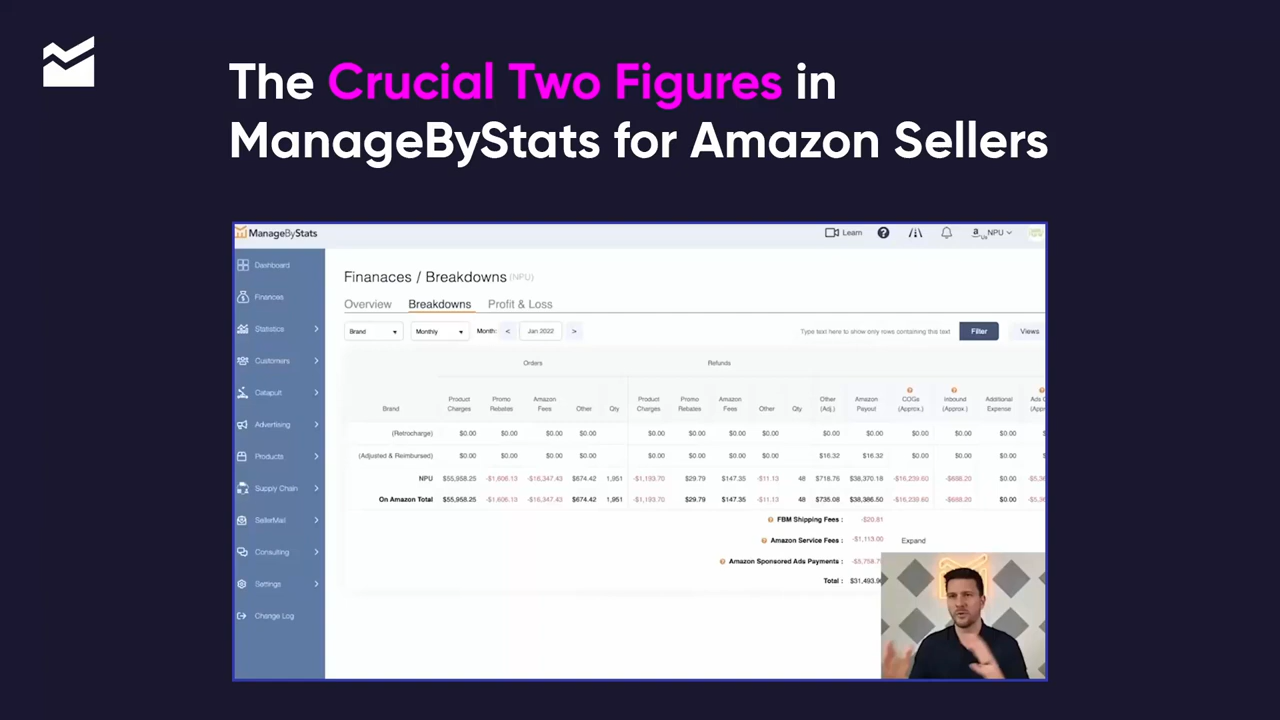 The Crucial Two Figures in
ManageByStats for Amazon Sellers
ManageByStats
Learn
?
a US NPU
Dashboard
Finances
Statistics
Customers
Catapult
Advertising
Products
Supply Chain
SellerMail
Consulting
Settings
Change Log
Finanaces / Breakdowns (NPU)
Overview Breakdowns Profit & Loss
Brand Monthly Month: < Jan 2022 > Type text here to show only rows containing this text Filter Views
Orders Refunds
Brand Product Charges Promo Rebates Amazon Fees Other Qty Product Charges Promo Rebates Amazon Fees Other Qty Other (Adj.) Amazon Payout COGs (Approx.) Inbound (Approx.) Additional Expense Ads C
(Retrocharge) $0.00 $0.00 $0.00 $0.00 $0.00 $0.00 $0.00 $0.00 $0.00 $0.00 $0.00 $0.00 $0.00
(Adjusted & Reimbursed) $0.00 $0.00 $0.00 $0.00 $0.00 $0.00 $0.00 $0.00 $16.32 $16.32 $0.00 $0.00 $0.00
NPU $55,958.25 -$1,606.13 -$16,347.43 $674.42 1,951 -$1,193.70 $29.79 $147.35 -$11.13 48 $718.76 $38,370.18 -$16,239.60 -$688.20 $0.00
On Amazon Total $55,958.25 -$1,606.13 -$16,347.43 $674.42 1,951 -$1,193.70 $29.79 $147.35 -$11.13 48 $735.08 $38,386.50 -$16,239.60 -$688.20 $0.00
FBM Shipping Fees : -$20.81
Amazon Service Fees : -$1,113.00 Expand
Amazon Sponsored Ads Payments : -$5,758.7
Total : $31,493.9